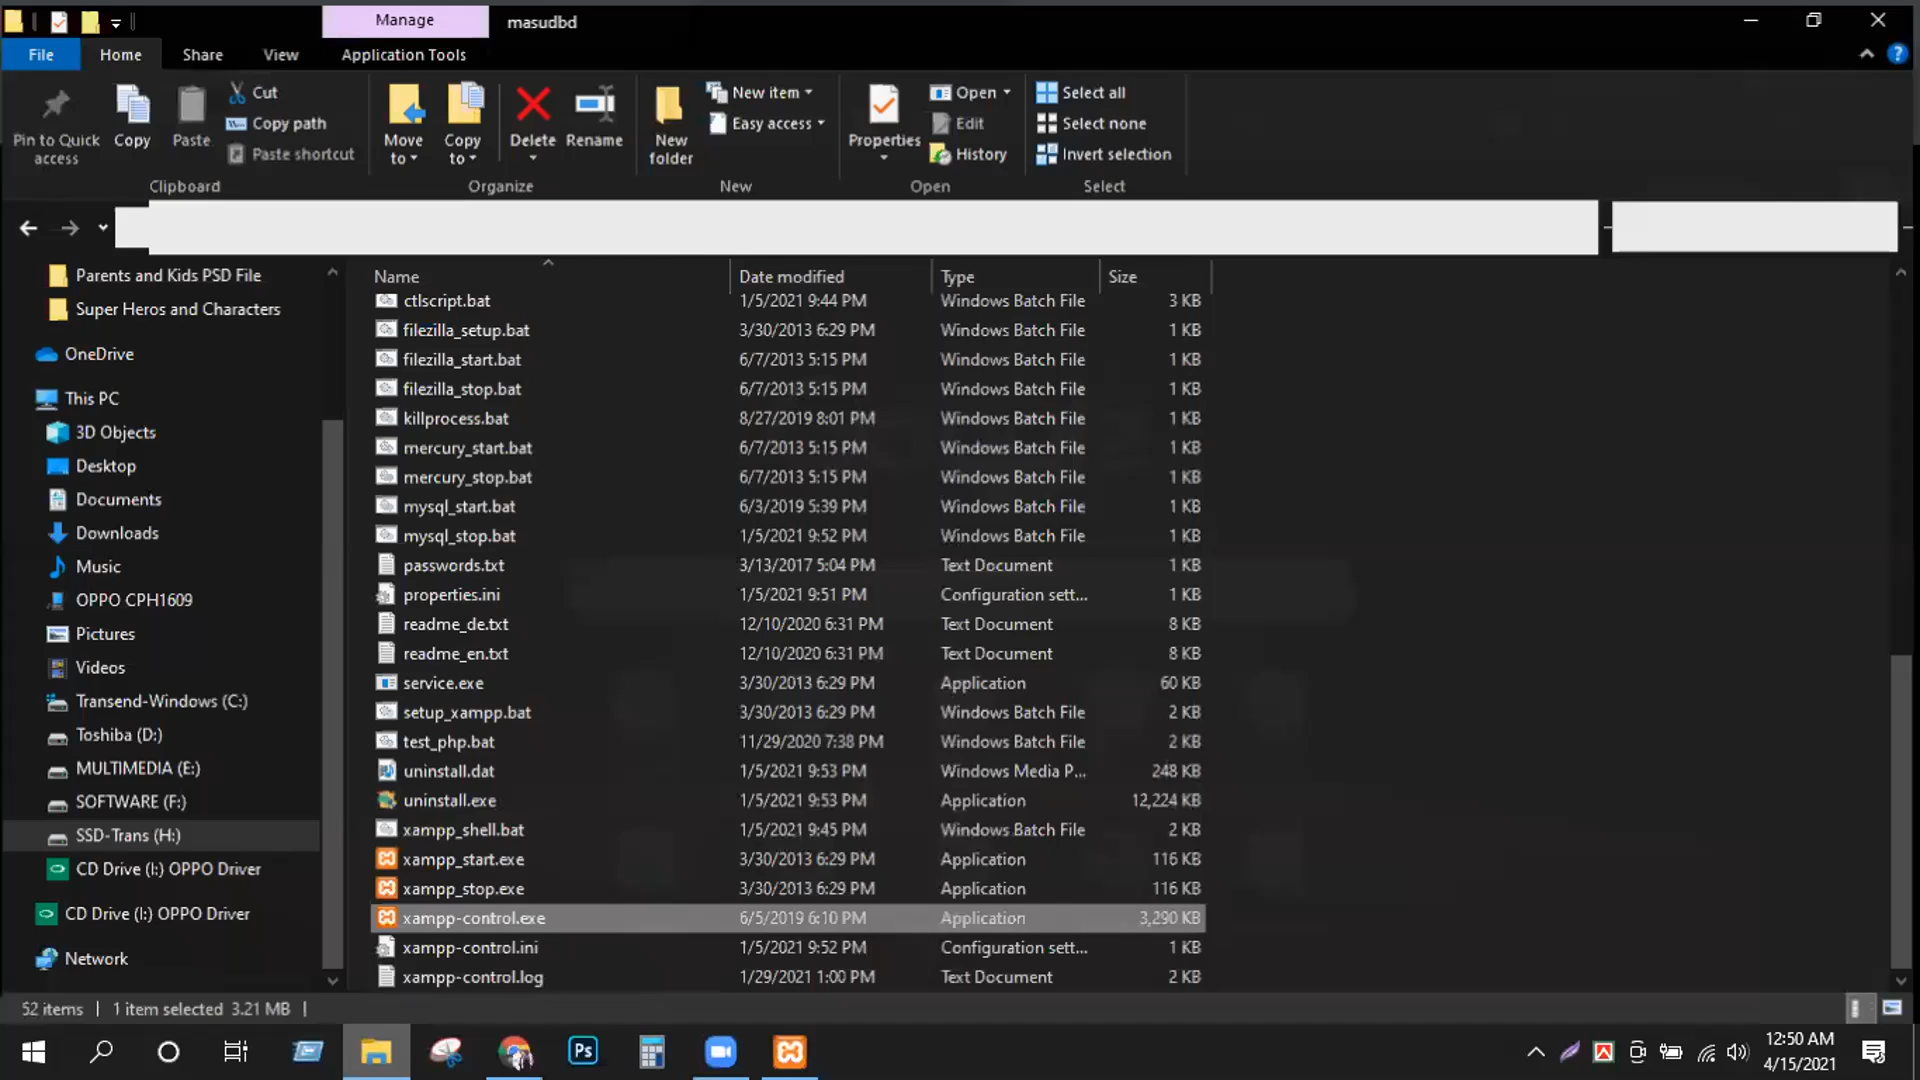 Manage
masudbd
File
Home
Share
View
Application Tools
Pin to Quick
access
Copy
Paste
Cut
Copy path
Paste shortcut
Clipboard
Move
to
Copy
to
Delete
Rename
Organize
New
folder
New item
Easy access
New
Properties
Open
Edit
History
Open
Select all
Select none
Invert selection
Select
Parents and Kids PSD File
Super Heros and Characters
OneDrive
This PC
3D Objects
Desktop
Documents
Downloads
Music
OPPO CPH1609
Pictures
Videos
Transend-Windows (C:)
Toshiba (D:)
MULTIMEDIA (E:)
SOFTWARE (F:)
SSD-Trans (H:)
CD Drive (I:) OPPO Driver
CD Drive (I:) OPPO Driver
Network
Name Date modified Type Size
ctlscript.bat 1/5/2021 9:44 PM Windows Batch File 3 KB
filezilla_setup.bat 3/30/2013 6:29 PM Windows Batch File 1 KB
filezilla_start.bat 6/7/2013 5:15 PM Windows Batch File 1 KB
filezilla_stop.bat 6/7/2013 5:15 PM Windows Batch File 1 KB
killprocess.bat 8/27/2019 8:01 PM Windows Batch File 1 KB
mercury_start.bat 6/7/2013 5:15 PM Windows Batch File 1 KB
mercury_stop.bat 6/7/2013 5:15 PM Windows Batch File 1 KB
mysql_start.bat 6/3/2019 5:39 PM Windows Batch File 1 KB
mysql_stop.bat 1/5/2021 9:52 PM Windows Batch File 1 KB
passwords.txt 3/13/2017 5:04 PM Text Document 1 KB
properties.ini 1/5/2021 9:51 PM Configuration sett... 1 KB
readme_de.txt 12/10/2020 6:31 PM Text Document 8 KB
readme_en.txt 12/10/2020 6:31 PM Text Document 8 KB
service.exe 3/30/2013 6:29 PM Application 60 KB
setup_xampp.bat 3/30/2013 6:29 PM Windows Batch File 2 KB
test_php.bat 11/29/2020 7:38 PM Windows Batch File 2 KB
uninstall.dat 1/5/2021 9:53 PM Windows Media P... 248 KB
uninstall.exe 1/5/2021 9:53 PM Application 12,224 KB
xampp_shell.bat 1/5/2021 9:45 PM Windows Batch File 2 KB
xampp_start.exe 3/30/2013 6:29 PM Application 116 KB
xampp_stop.exe 3/30/2013 6:29 PM Application 116 KB
xampp-control.exe 6/5/2019 6:10 PM Application 3,290 KB
xampp-control.ini 1/5/2021 9:52 PM Configuration sett... 1 KB
xampp-control.log 1/29/2021 1:00 PM Text Document 2 KB
52 items 1 item selected 3.21 MB
Ps
12:50 AM
4/15/2021